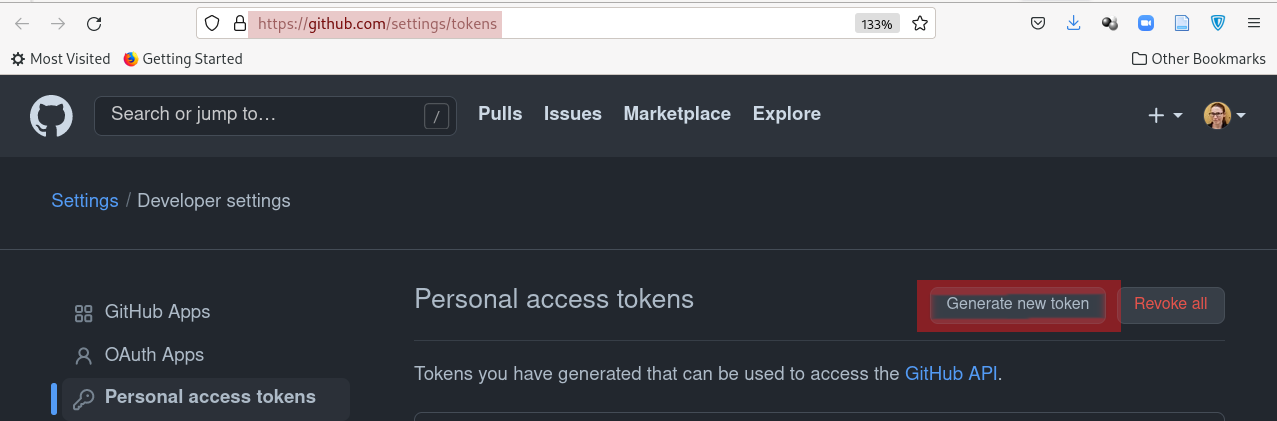 https://github.com/settings/tokens 133%
Most Visited Getting Started Other Bookmarks
Search or jump to… / Pulls Issues Marketplace Explore
Settings / Developer settings
GitHub Apps
OAuth Apps
Personal access tokens
Personal access tokens Generate new token Revoke all
Tokens you have generated that can be used to access the GitHub API.